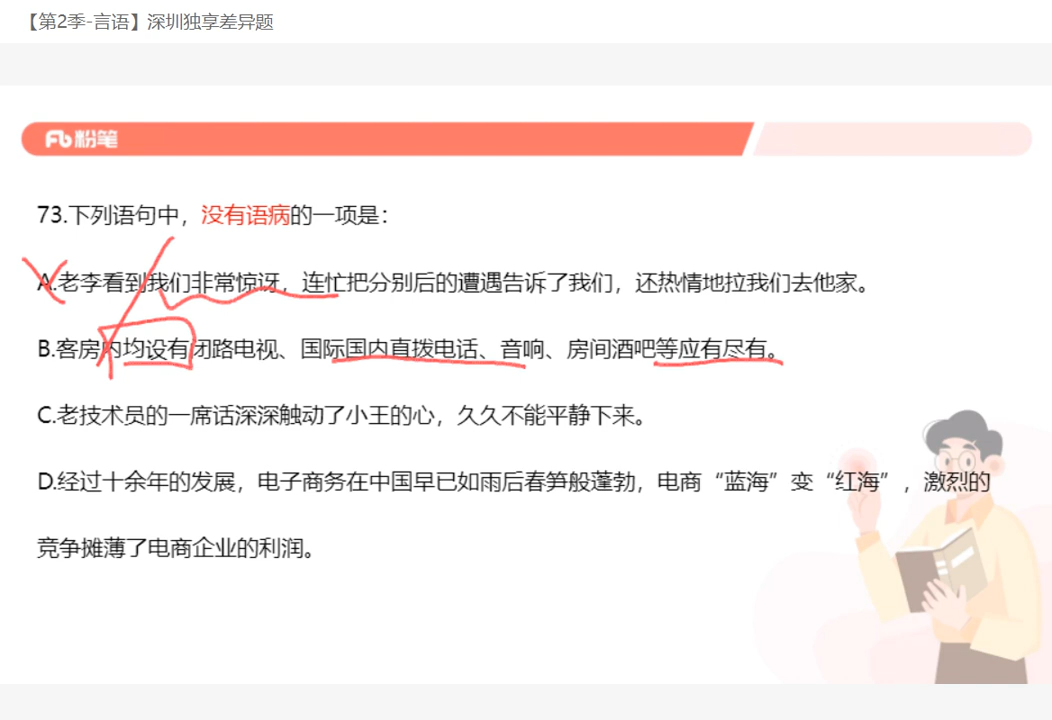 【第2季-言语】深圳独享差异题
粉笔
73.下列语句中，没有语病的一项是：
A.老李看到我们非常惊讶，连忙把分别后的遭遇告诉了我们，还热情地拉我们去他家。
B.客房内均设有闭路电视、国际国内直拨电话、音响、房间酒吧等应有尽有。
C.老技术员的一席话深深触动了小王的心，久久不能平静下来。
D.经过十余年的发展，电子商务在中国早已如雨后春笋般蓬勃，电商“蓝海”变“红海”，激烈的
竞争摊薄了电商企业的利润。